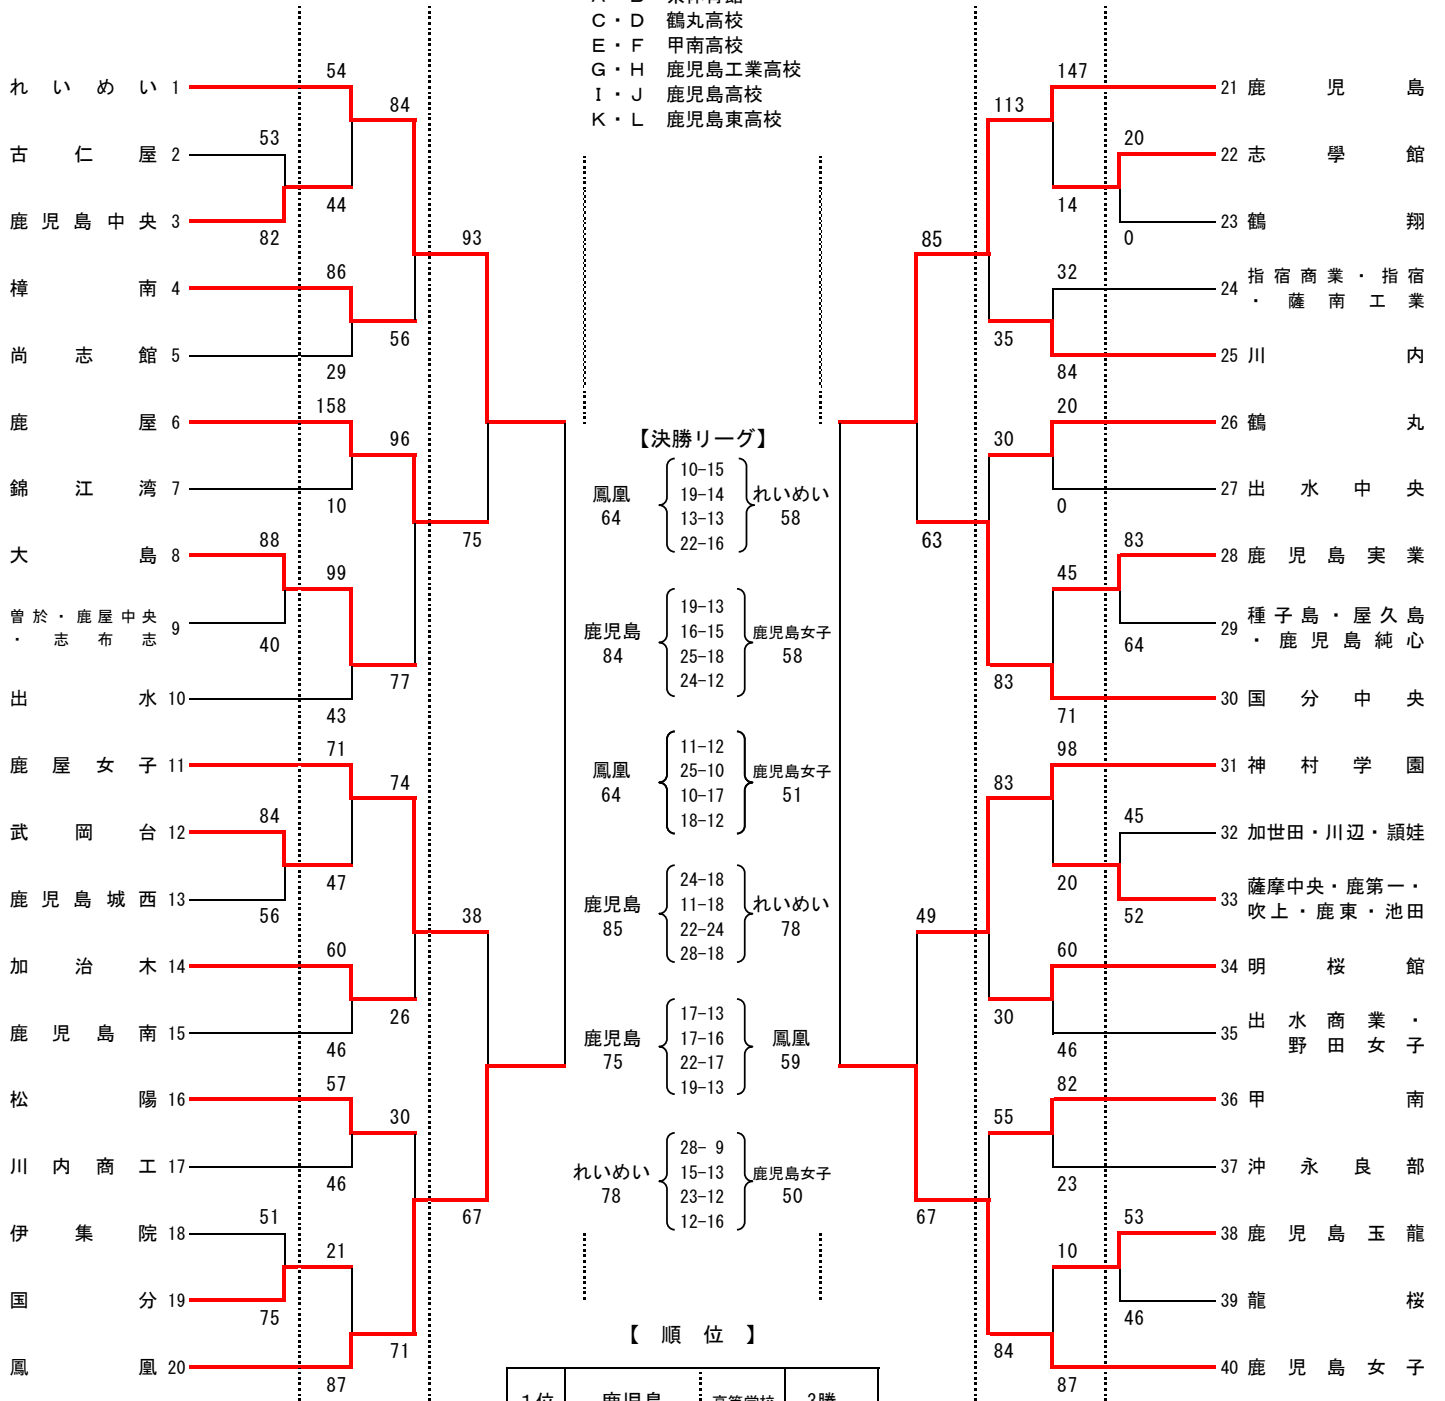 C・D 鶴丸高校
E・F 甲南高校
G・H 鹿児島工業高校
I・J 鹿児島高校
K・L 鹿児島東高校
れいめい 1
54
84
古仁屋 2
53
鹿児島中央 3
82
44
93
樟南 4
86
56
尚志館 5
29
鹿屋 6
158
96
錦江湾 7
10
75
大島 8
88
99
曽於・鹿屋中央
・志布志 9
40
77
出水 10
43
鹿屋女子 11
71
74
武岡台 12
84
47
鹿児島城西 13
56
38
加治木 14
60
26
鹿児島南 15
46
松陽 16
57
30
川内商工 17
46
67
伊集院 18
51
21
国分 19
75
71
鳳凰 20
87
【決勝リーグ】
鳳凰
64
10-15
19-14
13-13
22-16
れいめい
58
鹿児島
84
19-13
16-15
25-18
24-12
鹿児島女子
58
鳳凰
64
11-12
25-10
10-17
18-12
鹿児島女子
51
鹿児島
85
24-18
11-18
22-24
28-18
れいめい
78
鹿児島
75
17-13
17-16
22-17
19-13
鳳凰
59
れいめい
78
28- 9
15-13
23-12
12-16
鹿児島女子
50
【 順 位 】
1位 鹿児島 高等学校 3勝
147
21 鹿児島
113
20
22 志學館
14
23 鶴翔
0
85
32
24 指宿商業・指宿
・薩南工業
35
25 川内
84
20
26 鶴丸
30
27 出水中央
0
63
83
28 鹿児島実業
45
29 種子島・屋久島
・鹿児島純心
64
83
30 国分中央
71
98
31 神村学園
83
45
32 加世田・川辺・頴娃
20
33 薩摩中央・鹿第一・
吹上・鹿東・池田
52
49
60
34 明桜館
30
35 出水商業・
野田女子
46
82
36 甲南
55
37 沖永良部
23
67
53
38 鹿児島玉龍
10
39 龍桜
46
84
40 鹿児島女子
87